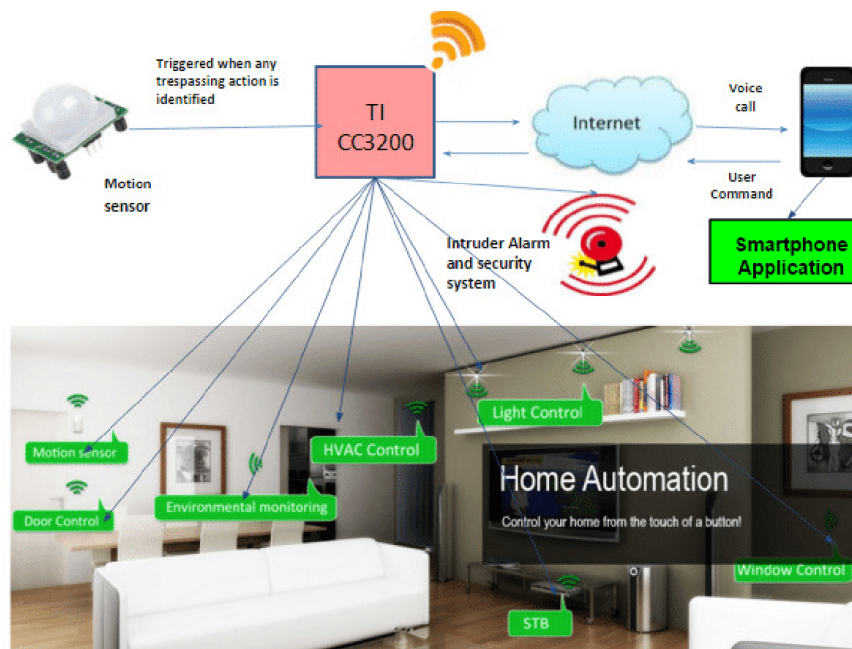 Triggered when any
trespassing action is
identified
TI
CC3200
Internet
Voice
call
User
Command
Motion
sensor
Intruder Alarm
and security
system
Smartphone
Application
Light Control
Motion sensor
HVAC Control
Home Automation
Environmental monitoring
Door Control
Control your home from the touch of a button!
Window Control
STB